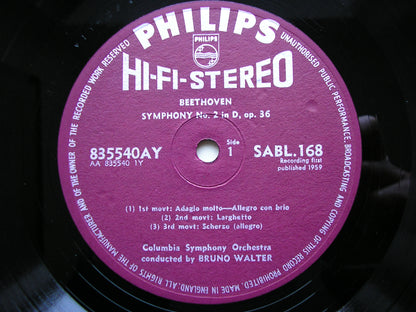 PHILIPS
PHILIPS
HI-FI-STEREO
BEETHOVEN
SYMPHONY No. 2 in D, op. 36
835540AY
AA 835540 1Y
Side
1
SABL.168
Recording first
published 1959
(1) 1st movt: Adagio molto—Allegro con brio
(2) 2nd movt: Larghetto
(3) 3rd movt: Scherzo (allegro)
Columbia Symphony Orchestra
conducted by BRUNO WALTER
ALL RIGHTS OF THE MANUFACTURER AND OF THE OWNER OF THE RECORDED WORK RESERVED
UNAUTHORISED PUBLIC PERFORMANCE, BROADCASTING AND COPYING OF THIS RECORD PROHIBITED. MADE IN ENGLAND.